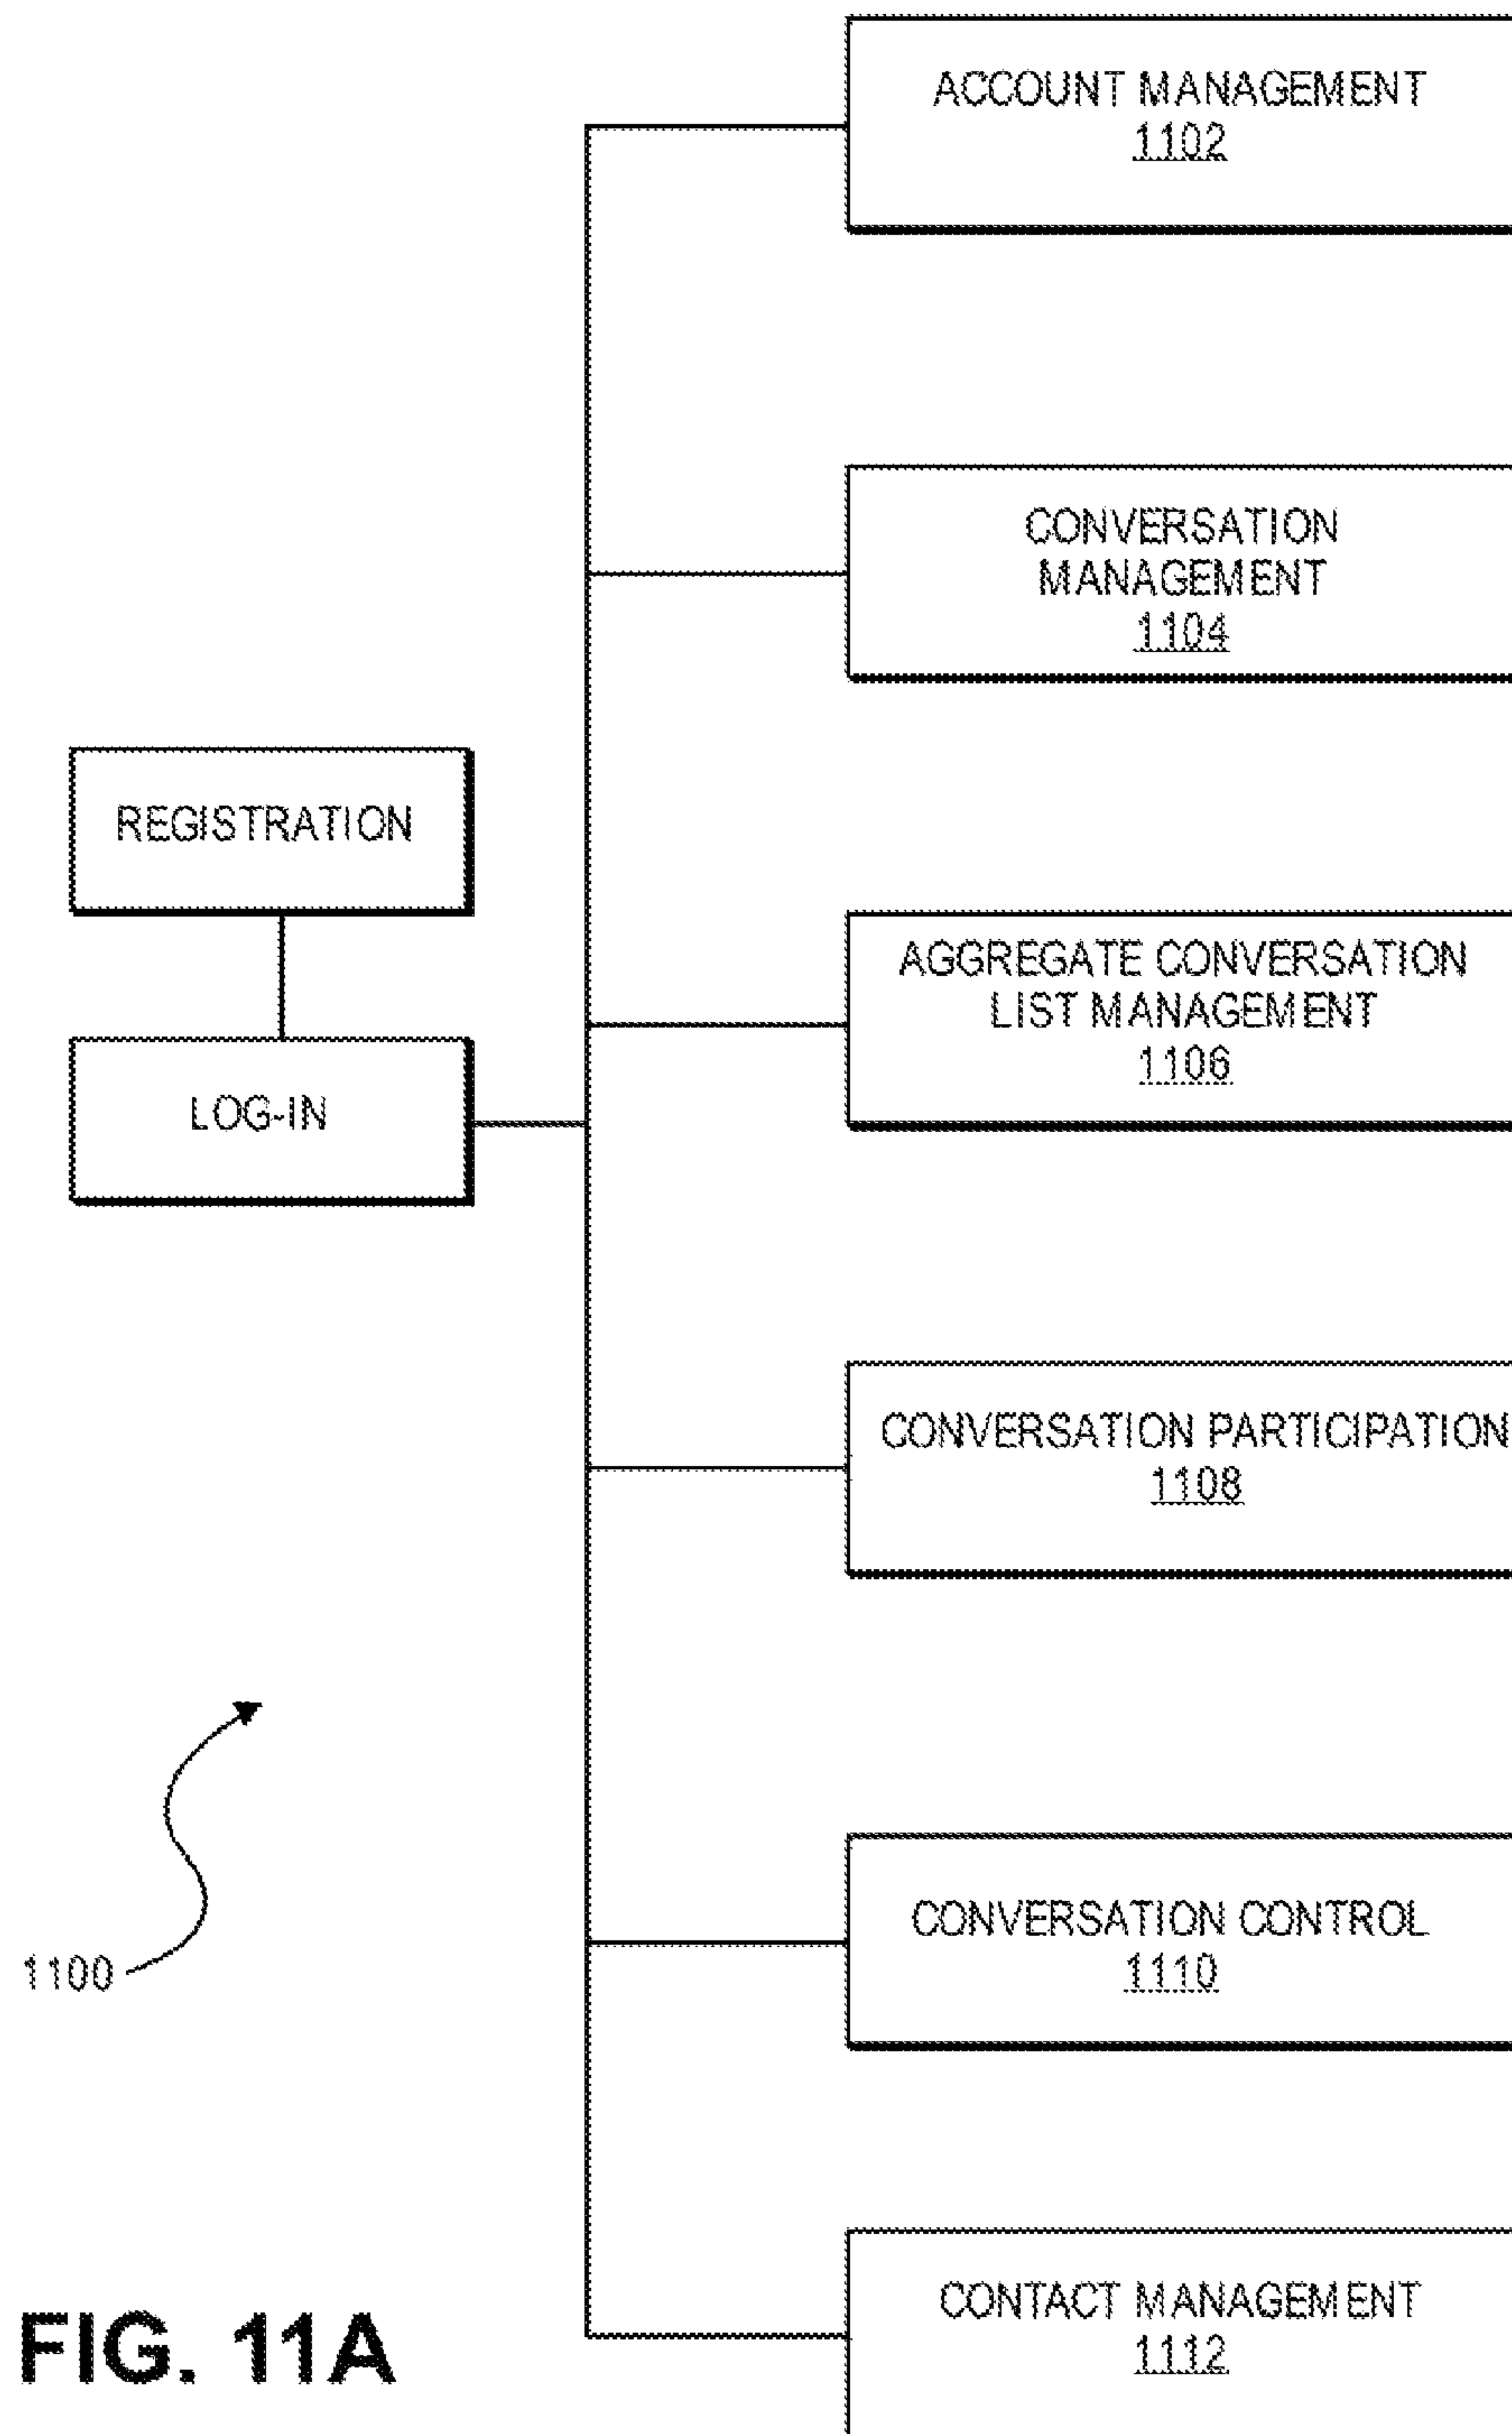 ACCOUNT MANAGEMENT
1102
CONVERSATION
MANAGEMENT
1104
REGISTRATION
AGGREGATE CONVERSATION
LIST MANAGEMENT
1106
LOG-IN
CONVERSATION PARTICIPATION
1108
CONVERSATION CONTROL
1110
1100
CONTACT MANAGEMENT
1112
FIG. 11A